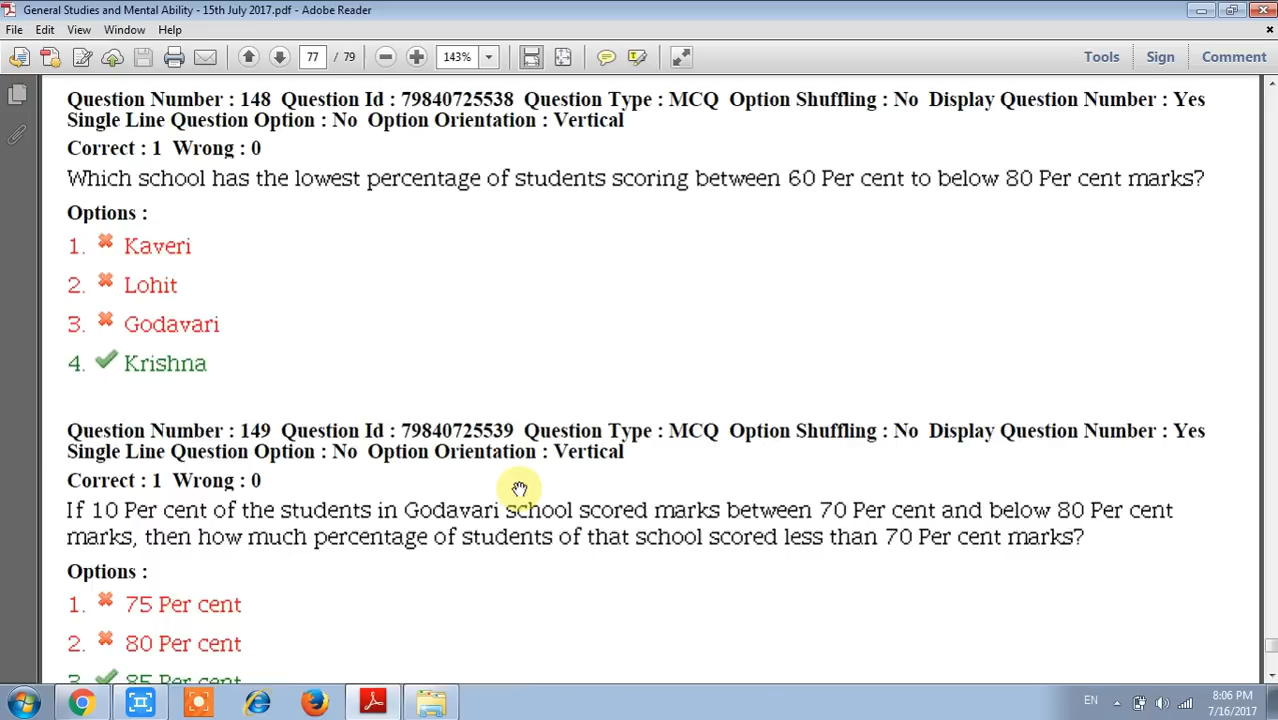 General Studies and Mental Ability - 15th July 2017.pdf - Adobe Reader
File Edit View Window Help
77 / 79 143% Tools Sign Comment
Question Number : 148 Question Id : 79840725538 Question Type : MCQ Option Shuffling : No Display Question Number : Yes
Single Line Question Option : No Option Orientation : Vertical
Correct : 1 Wrong : 0
Which school has the lowest percentage of students scoring between 60 Per cent to below 80 Per cent marks?
Options :
1. Kaveri
2. Lohit
3. Godavari
4. Krishna
Question Number : 149 Question Id : 79840725539 Question Type : MCQ Option Shuffling : No Display Question Number : Yes
Single Line Question Option : No Option Orientation : Vertical
Correct : 1 Wrong : 0
If 10 Per cent of the students in Godavari school scored marks between 70 Per cent and below 80 Per cent
marks, then how much percentage of students of that school scored less than 70 Per cent marks?
Options :
1. 75 Per cent
2. 80 Per cent
3. 85 Per cent
EN 8:06 PM
7/16/2017